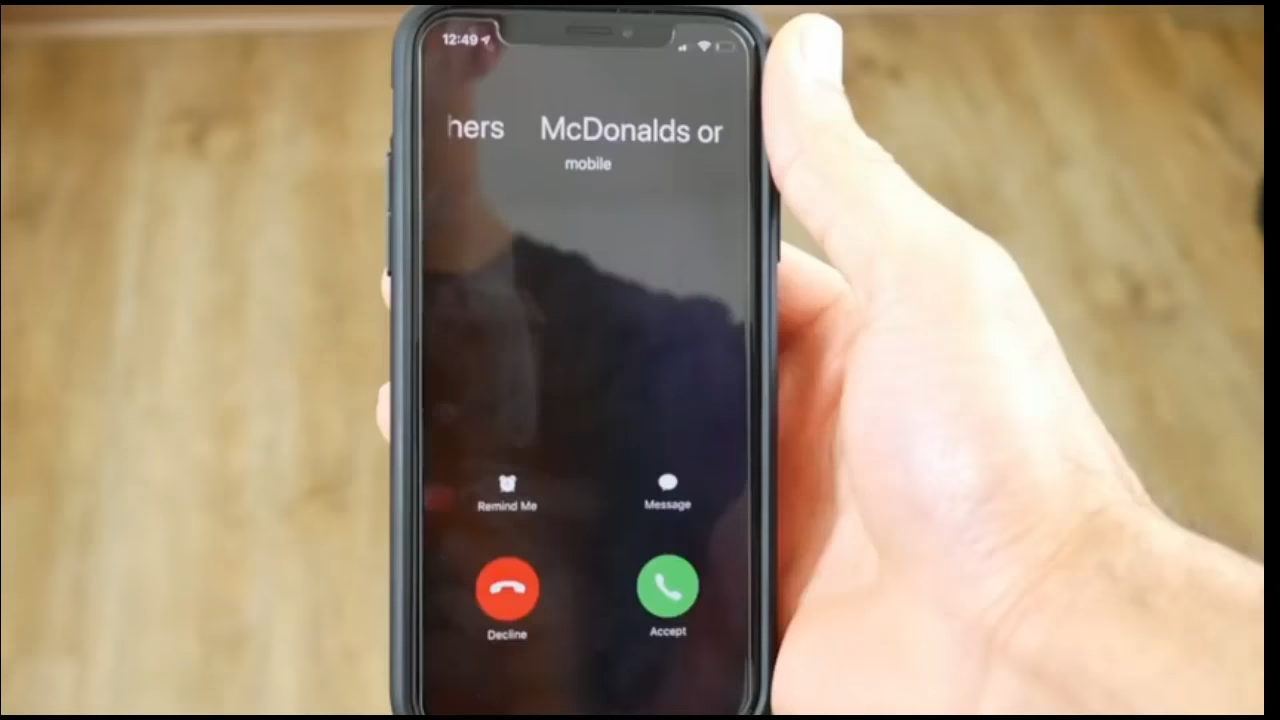 12:49
hers McDonalds or
mobile
Remind Me
Message
Decline
Accept